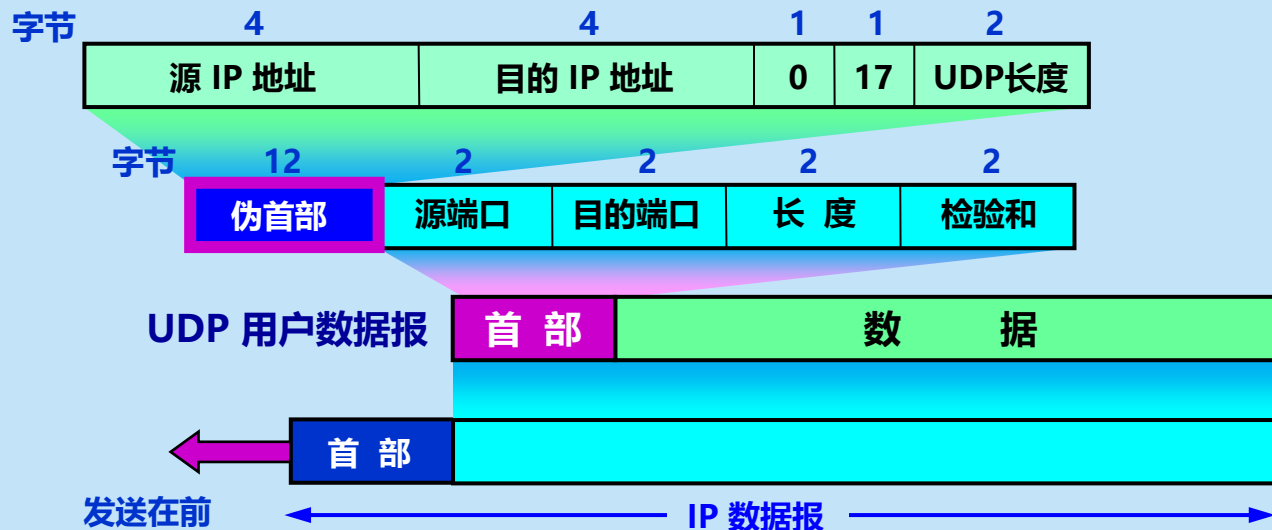 字节 4 4 1 1 2
源 IP 地址 目的 IP 地址 0 17 UDP长度
字节 12 2 2 2 2
伪首部 源端口 目的端口 长 度 检验和
UDP 用户数据报 首 部 数 据
首 部
发送在前 IP 数据报